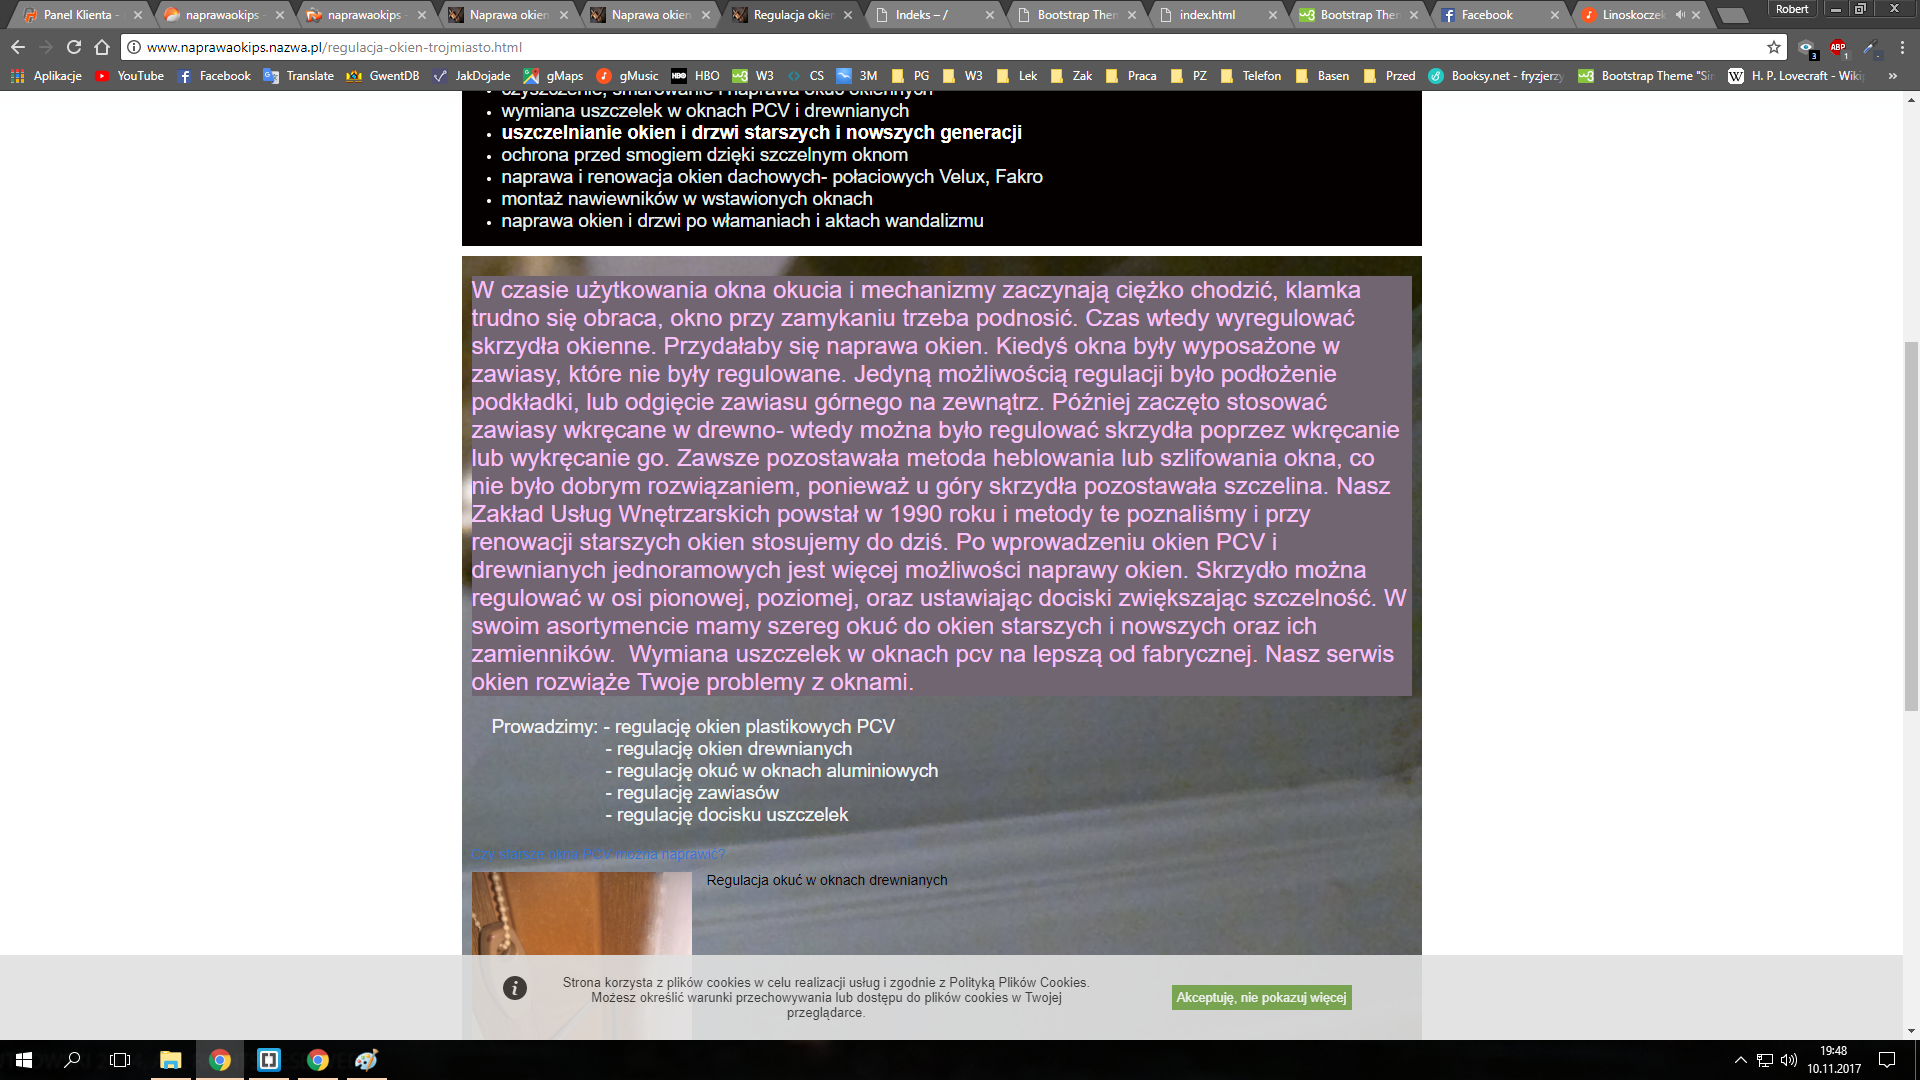 Panel Klienta -
naprawaokips -
naprawaokips -
Naprawa okien
Naprawa okien
Regulacja okien
Indeks – /
Bootstrap Them
index.html
Bootstrap Them
Facebook
Linoskoczek
Robert
www.naprawaokips.nazwa.pl/regulacja-okien-trojmiasto.html
ABP
3
1
Aplikacje
YouTube
Facebook
Translate
GwentDB
JakDojade
gMaps
gMusic
HBO
W3
CS
3M
PG
W3
Lek
Zak
Praca
PZ
Telefon
Basen
Przed
Booksy.net - fryzjerzy
Bootstrap Theme "Sim
H. P. Lovecraft - Wikip
»
• czyszczenie, smarowanie i naprawa okuć okiennych
• wymiana uszczelek w oknach PCV i drewnianych
• uszczelnianie okien i drzwi starszych i nowszych generacji
• ochrona przed smogiem dzięki szczelnym oknom
• naprawa i renowacja okien dachowych- połaciowych Velux, Fakro
• montaż nawiewników w wstawionych oknach
• naprawa okien i drzwi po włamaniach i aktach wandalizmu
W czasie użytkowania okna okucia i mechanizmy zaczynają ciężko chodzić, klamka
trudno się obraca, okno przy zamykaniu trzeba podnosić. Czas wtedy wyregulować
skrzydła okienne. Przydałaby się naprawa okien. Kiedyś okna były wyposażone w
zawiasy, które nie były regulowane. Jedyną możliwością regulacji było podłożenie
podkładki, lub odgięcie zawiasu górnego na zewnątrz. Później zaczęto stosować
zawiasy wkręcane w drewno- wtedy można było regulować skrzydła poprzez wkręcanie
lub wykręcanie go. Zawsze pozostawała metoda heblowania lub szlifowania okna, co
nie było dobrym rozwiązaniem, ponieważ u góry skrzydła pozostawała szczelina. Nasz
Zakład Usług Wnętrzarskich powstał w 1990 roku i metody te poznaliśmy i przy
renowacji starszych okien stosujemy do dziś. Po wprowadzeniu okien PCV i
drewnianych jednoramowych jest więcej możliwości naprawy okien. Skrzydło można
regulować w osi pionowej, poziomej, oraz ustawiając dociski zwiększając szczelność. W
swoim asortymencie mamy szereg okuć do okien starszych i nowszych oraz ich
zamienników.  Wymiana uszczelek w oknach pcv na lepszą od fabrycznej. Nasz serwis
okien rozwiąże Twoje problemy z oknami.
Prowadzimy: - regulację okien plastikowych PCV
- regulację okien drewnianych
- regulację okuć w oknach aluminiowych
- regulację zawiasów
- regulację docisku uszczelek
Czy starsze okna PCV można naprawić?
Regulacja okuć w oknach drewnianych
Strona korzysta z plików cookies w celu realizacji usług i zgodnie z Polityką Plików Cookies.
Możesz określić warunki przechowywania lub dostępu do plików cookies w Twojej
przeglądarce.
Akceptuję, nie pokazuj więcej
19:48
10.11.2017